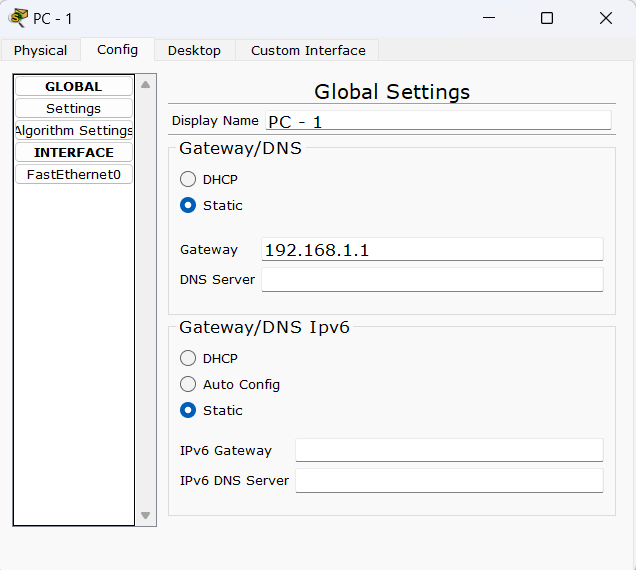 PC - 1
Physical Config Desktop Custom Interface
GLOBAL
Settings
Algorithm Settings
INTERFACE
FastEthernet0
Global Settings
Display Name PC - 1
Gateway/DNS
DHCP
Static
Gateway 192.168.1.1
DNS Server
Gateway/DNS Ipv6
DHCP
Auto Config
Static
IPv6 Gateway
IPv6 DNS Server